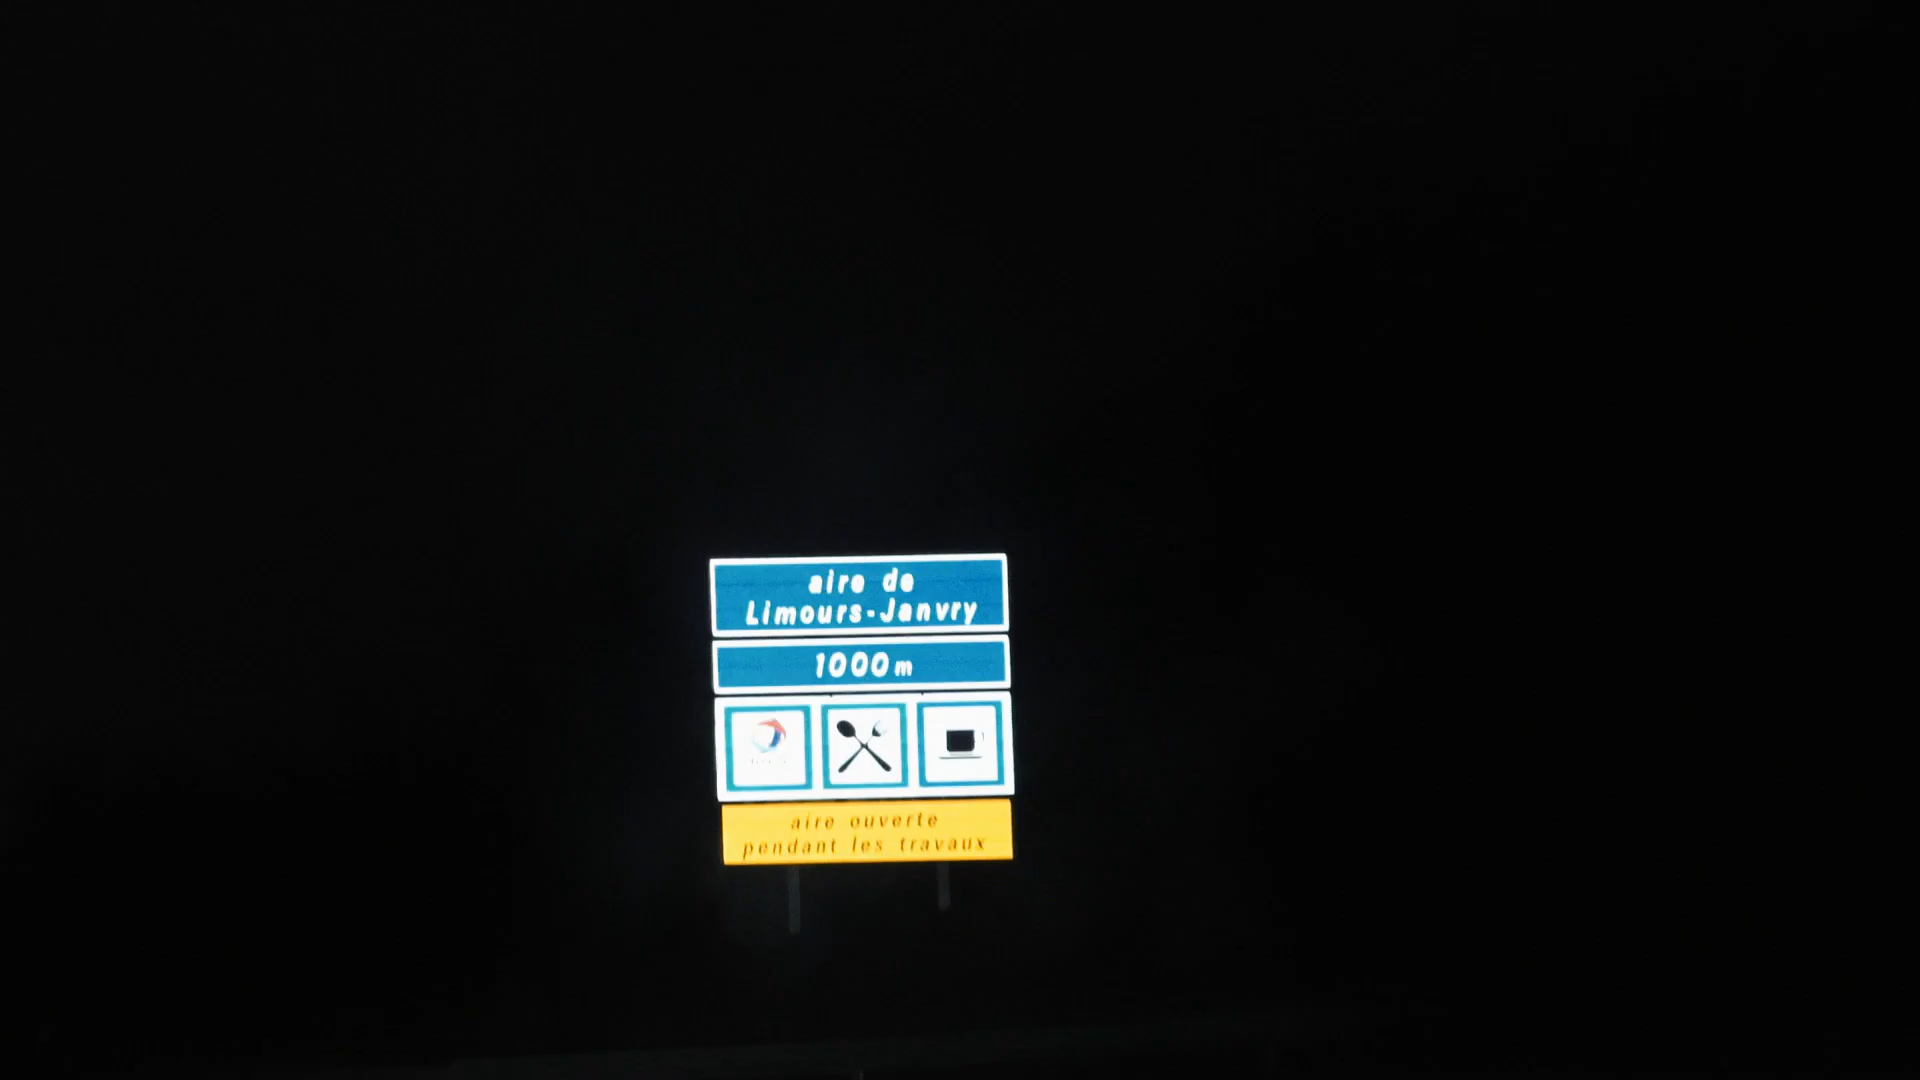 aire de
Limours-Janvry
1000m
aire ouverte
pendant les travaux